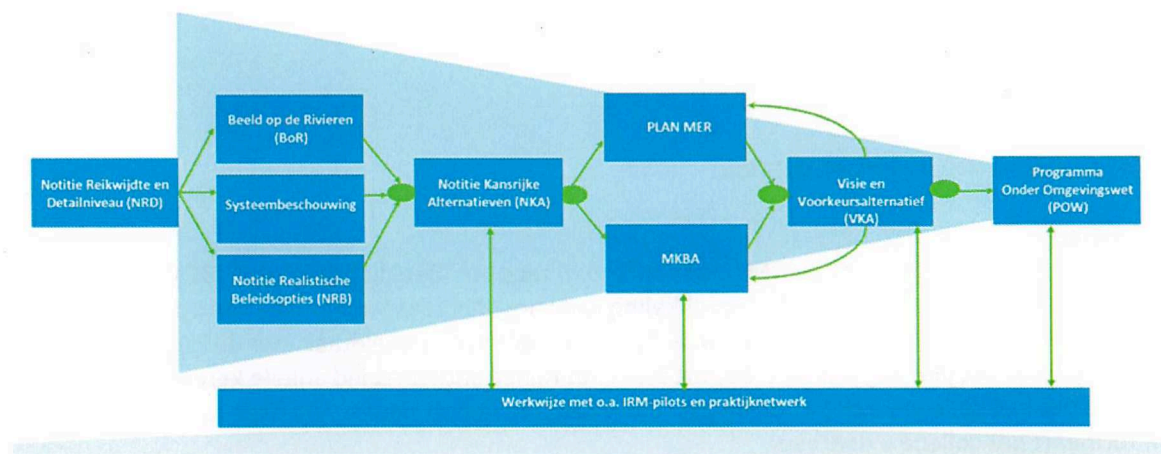 Notitie Reikwijdte en
Detailniveau (NRD)
Beeld op de Rivieren
(BoR)
Systeembeschouwing
Notitie Realistische
Beleidsopties (NRB)
Notitie Kansrijke
Alternatieven (NKA)
PLAN MER
MKBA
Visie en
Voorkeursalternatief
(VKA)
Programma
Onder Omgevingswet
(POW)
Werkwijze met o.a. IRM-pilots en praktijknetwerk